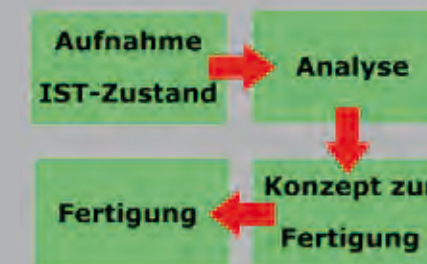 Aufnahme
IST-Zustand
Analyse
Konzept zur
Fertigung
Fertigung